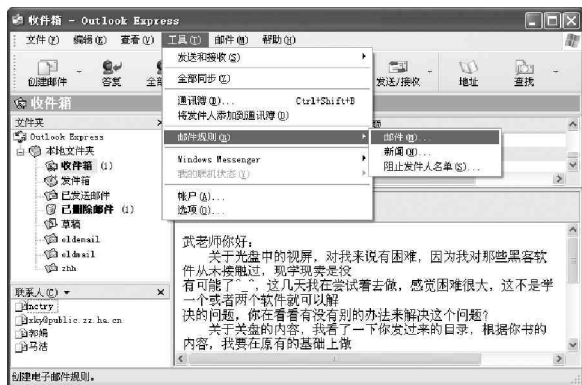 收件箱 - Outlook Express
文件(F) 编辑(E) 查看(V) 工具(T) 邮件(M) 帮助(H)
创建邮件 答复 全部 发送/接收 地址 查找
收件箱
文件夹
Outlook Express
本地文件夹
收件箱 (1)
发件箱
已发送邮件
已删除邮件 (1)
草稿
oldemail
oldmail
zhh
发送和接收(S)
全部同步(Z)
通讯簿(B)... Ctrl+Shift+B
将发件人添加到通讯簿(D)
邮件规则(R)
Windows Messenger
我的联机状态(Y)
帐户(A)...
选项(O)...
邮件(M)...
新闻(N)...
阻止发件人名单(S)...
联系人(C)
zxky@public.zz.ha.cn
郭娟
马洁
武老师你好:
关于光盘中的视屏，对我来说有困难，因为我对那些黑客软
件从未接触过，现学现卖是没
有可能了^_^，这几天我在尝试着去做，感觉困难很大，这不是学
一个或者两个软件就可以解
决的问题，你在看看有没有别的办法来解决这个问题?
关于关盘的内容，我看了一下你发过来的目录，根据你书的
内容，我要在原有的基础上做
创建电子邮件规则。